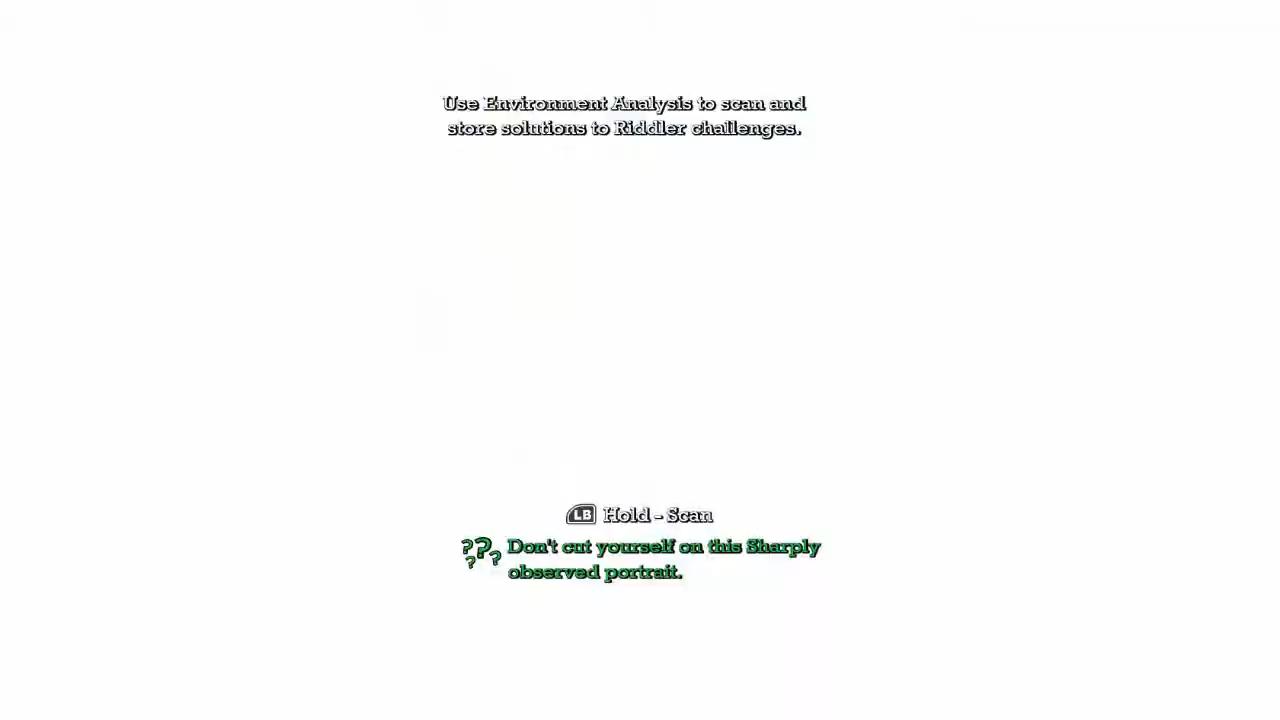 Use Environment Analysis to scan and
store solutions to Riddler challenges.
LB Hold - Scan
???? Don't cut yourself on this Sharply
observed portrait.